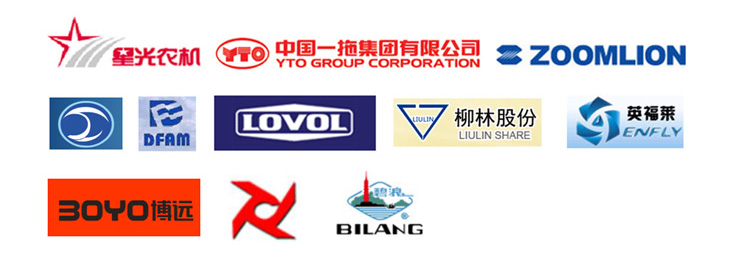 星光农机
YTO
中国一拖集团有限公司
YTO GROUP CORPORATION
ZOOMLION
DFAM
LOVOL
LIULIN
柳林股份
LIULIN SHARE
英福莱
ENFLY
BOYO博远
碧浪
®
BILANG